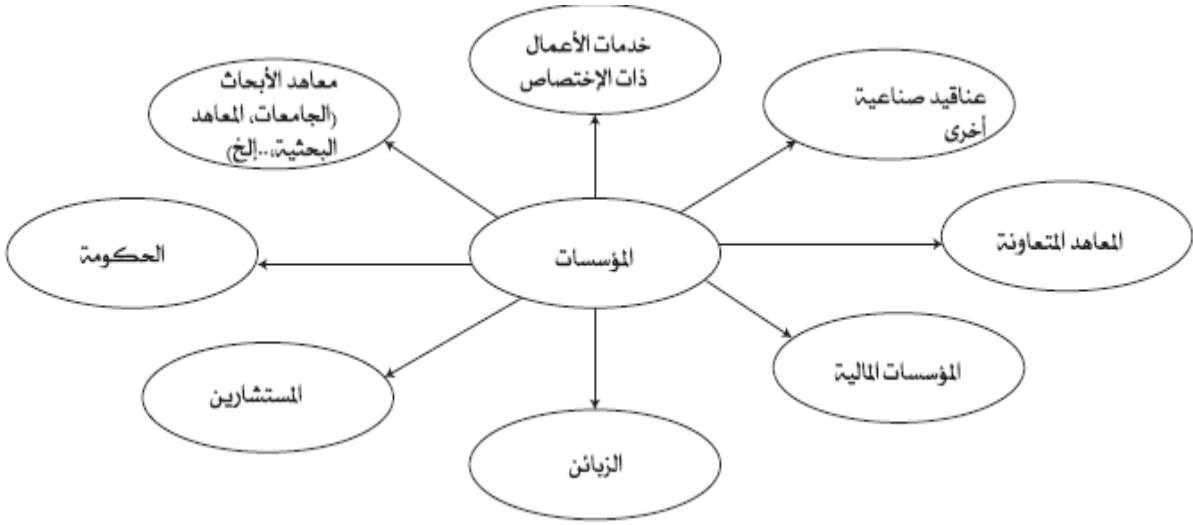 خدمات الأعمال
ذات الإختصاص
معاهد الأبحاث
(الجامعات، المعاهد
البحثية،..إلخ)
عناقيد صناعية
أخرى
المعاهد المتعاونة
الحكومة
المؤسسات
المؤسسات المالية
المستشارين
الزبائن